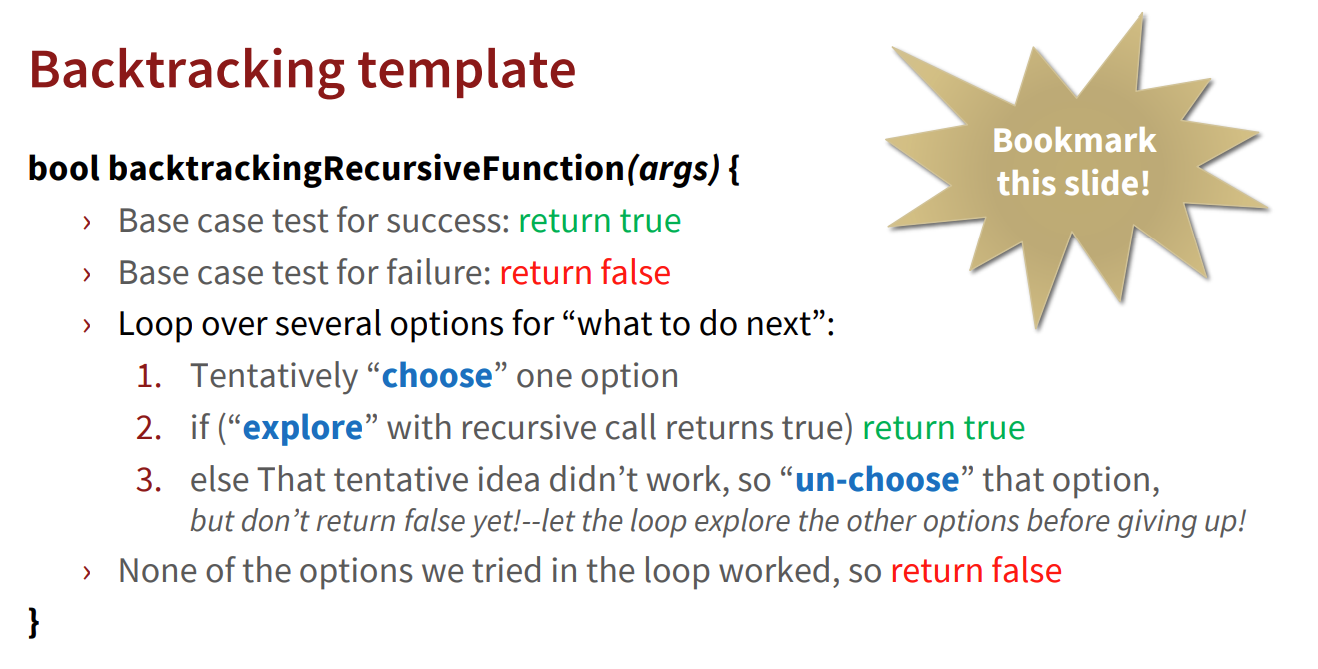 Backtracking template
Bookmark
this slide!
bool backtrackingRecursiveFunction(args) {
› Base case test for success: return true
› Base case test for failure: return false
› Loop over several options for “what to do next”:
1. Tentatively “choose” one option
2. if (“explore” with recursive call returns true) return true
3. else That tentative idea didn’t work, so “un-choose” that option,
but don’t return false yet!--let the loop explore the other options before giving up!
› None of the options we tried in the loop worked, so return false
}